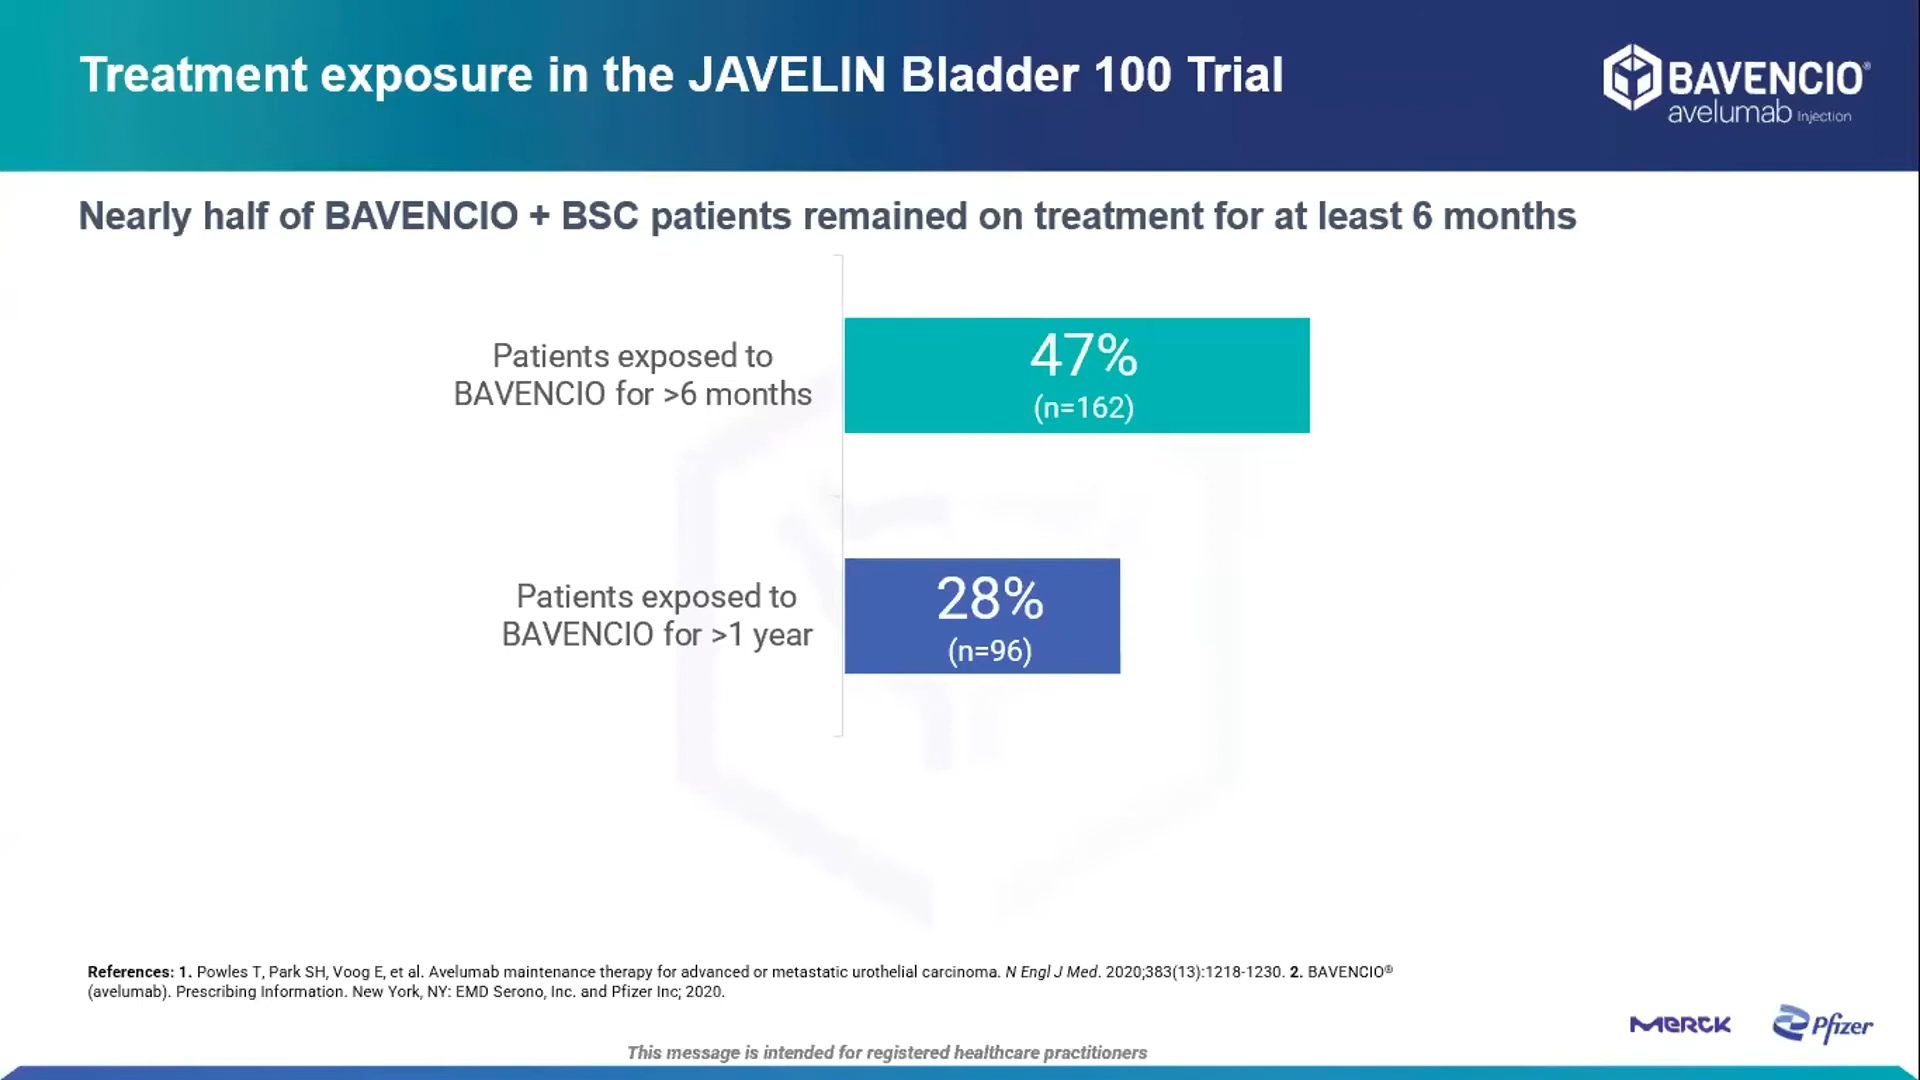 Treatment exposure in the JAVELIN Bladder 100 Trial
BAVENCIO®
avelumab Injection
Nearly half of BAVENCIO + BSC patients remained on treatment for at least 6 months
Patients exposed to
BAVENCIO for >6 months
47%
(n=162)
Patients exposed to
BAVENCIO for >1 year
28%
(n=96)
References: 1. Powles T, Park SH, Voog E, et al. Avelumab maintenance therapy for advanced or metastatic urothelial carcinoma. N Engl J Med. 2020;383(13):1218-1230. 2. BAVENCIO®
(avelumab). Prescribing Information. New York, NY: EMD Serono, Inc. and Pfizer Inc; 2020.
MERCK
Pfizer
This message is intended for registered healthcare practitioners